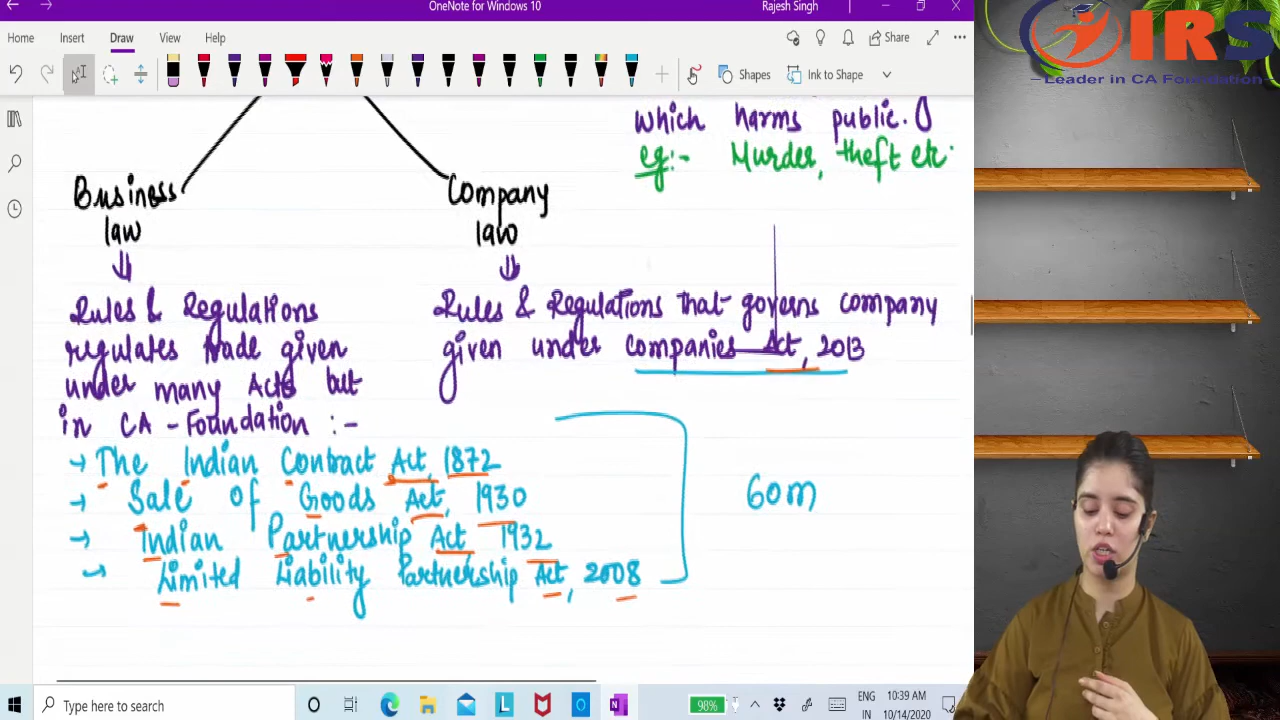 OneNote for Windows 10
Rajesh Singh
Home Insert Draw View Help
Share
Shapes
Ink to Shape
IRS
Leader in CA Foundation
which harms public.
eg:- Murder, theft etc.
Business
law
Company
law
Rules & Regulations
regulates trade given
under many Acts but
in CA - Foundation :-
Rules & Regulations that governs company
given under companies Act, 2013
→ The Indian Contract Act, 1872
→ Sale of Goods Act, 1930
→ Indian Partnership Act, 1932
→ Limited Liability Partnership Act, 2008
60m
Type here to search
98%
ENG
IN
10:39 AM
10/14/2020